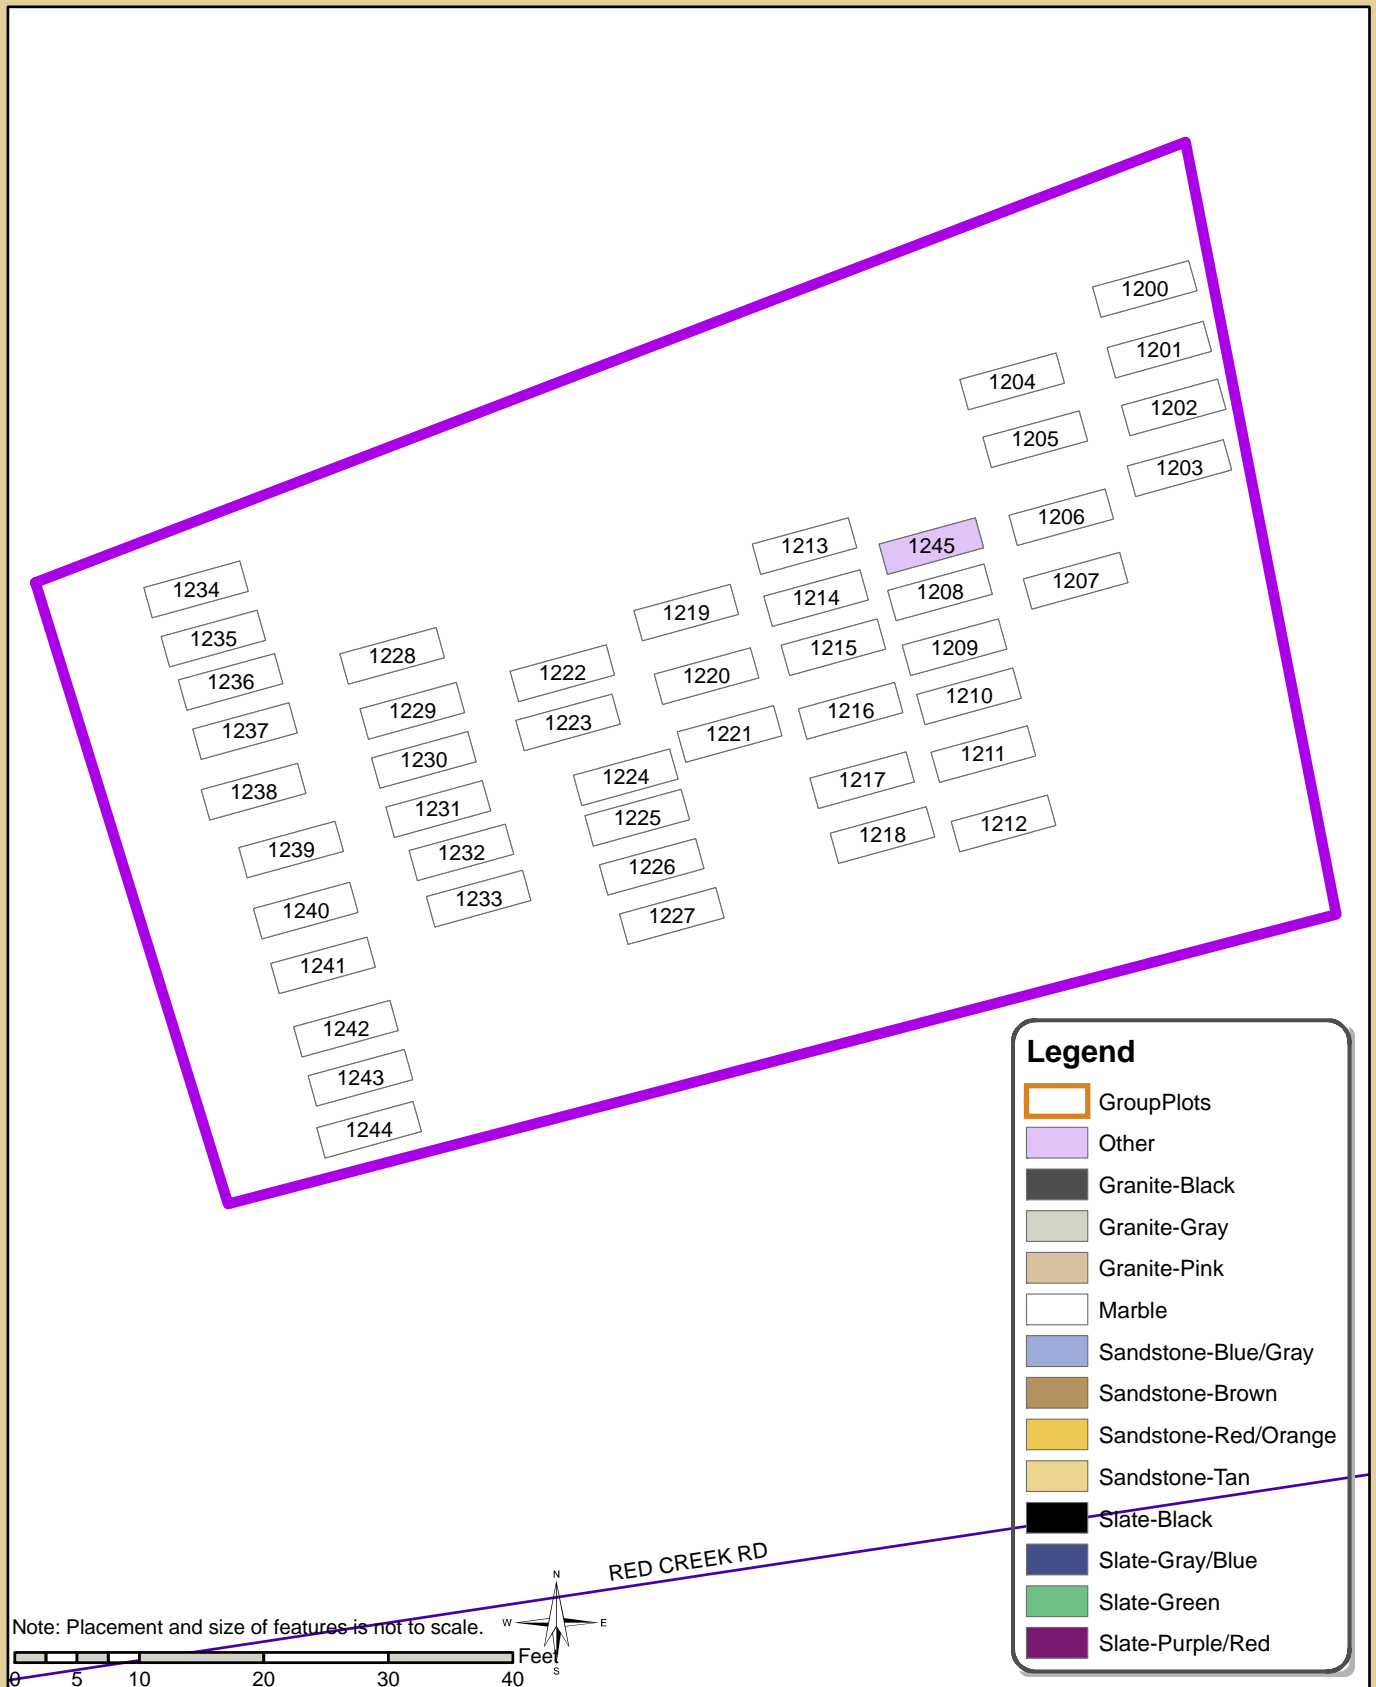 1200
1201
1202
1203
1204
1205
1206
1207
1213
1245
1214
1208
1215
1209
1216
1210
1217
1211
1218
1212
1219
1220
1221
1222
1223
1224
1225
1226
1227
1228
1229
1230
1231
1232
1233
1234
1235
1236
1237
1238
1239
1240
1241
1242
1243
1244
Legend
GroupPlots
Other
Granite-Black
Granite-Gray
Granite-Pink
Marble
Sandstone-Blue/Gray
Sandstone-Brown
Sandstone-Red/Orange
Sandstone-Tan
Slate-Black
Slate-Gray/Blue
Slate-Green
Slate-Purple/Red
RED CREEK RD
N
W E
S
Note: Placement and size of features is not to scale.
Feet
0 5 10 20 30 40